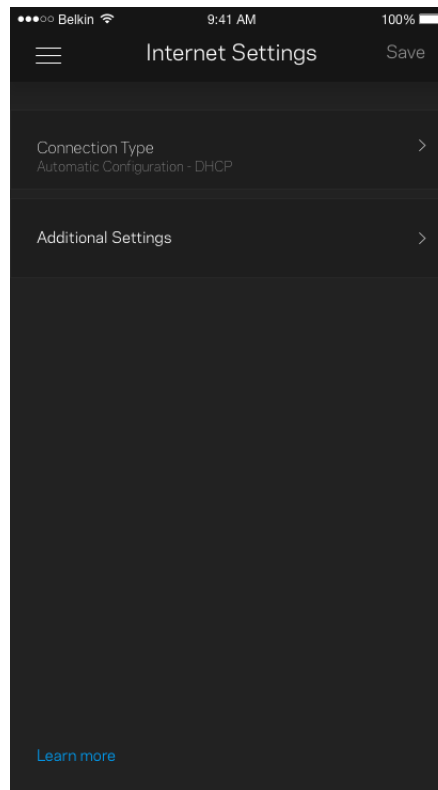 Belkin 9:41 AM 100%
Internet Settings Save
Connection Type
Automatic Configuration - DHCP
Additional Settings
Learn more